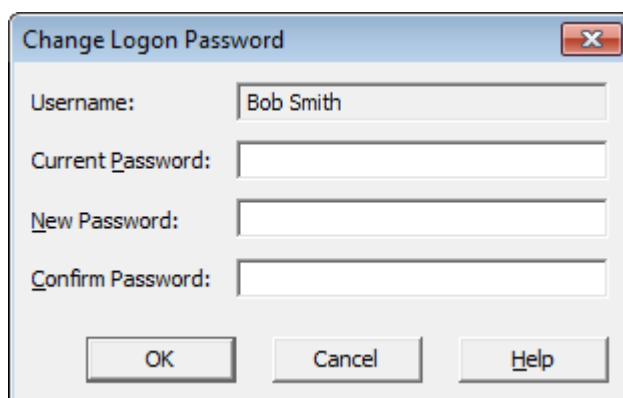 Change Logon Password
Username: Bob Smith
Current Password:
New Password:
Confirm Password:
OK Cancel Help